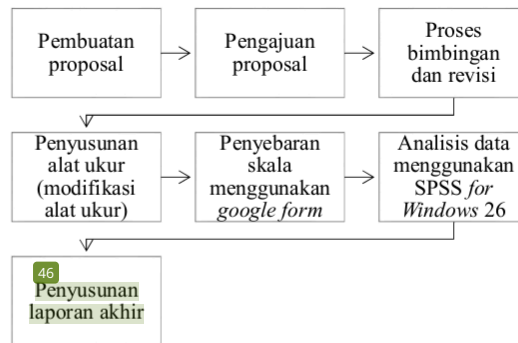 Pembuatan
proposal
Pengajuan
proposal
Proses
bimbingan
dan revisi
Penyusunan
alat ukur
(modifikasi
alat ukur)
Penyebaran
skala
menggunakan
google form
Analisis data
menggunakan
SPSS for
Windows 26
46
Penyusunan
laporan akhir